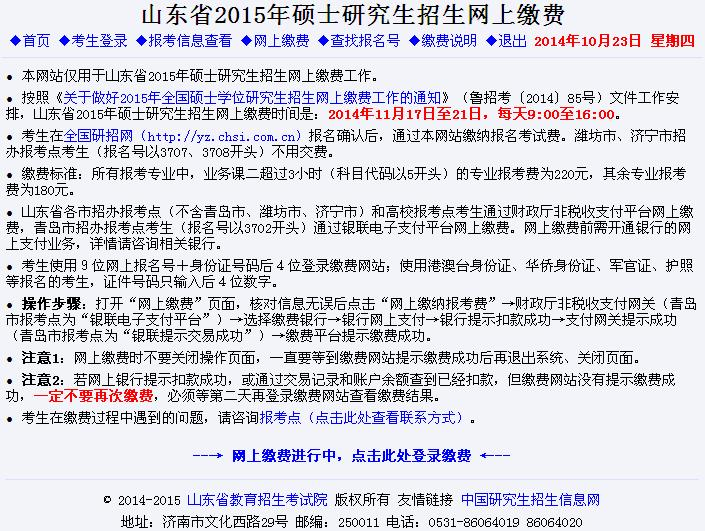 山东省2015年硕士研究生招生网上缴费
◆首页 ◆考生登录 ◆报考信息查看 ◆网上缴费 ◆查找报名号 ◆缴费说明 ◆退出 2014年10月23日 星期四
● 本网站仅用于山东省2015年硕士研究生招生网上缴费工作。
● 按照《关于做好2015年全国硕士学位研究生招生网上缴费工作的通知》（鲁招考〔2014〕85号）文件工作安
排，山东省2015年硕士研究生招生网上缴费时间是：2014年11月17日至21日，每天9:00至16:00。
● 考生在全国研招网（http://yz.chsi.com.cn）报名确认后，通过本网站缴纳报名考试费。潍坊市、济宁市招
办报考点考生（报名号以3707、3708开头）不用交费。
● 缴费标准：所有报考专业中，业务课二超过3小时（科目代码以5开头）的专业报考费为220元，其余专业报考
费为180元。
● 山东省各市招办报考点（不含青岛市、潍坊市、济宁市）和高校报考点考生通过财政厅非税收支付平台网上缴
费，青岛市招办报考点考生（报名号以3702开头）通过银联电子支付平台网上缴费。网上缴费前需开通银行的网
上支付业务，详情请咨询相关银行。
● 考生使用９位网上报名号＋身份证号码后４位登录缴费网站；使用港澳台身份证、华侨身份证、军官证、护照
等报名的考生，证件号码只输入后４位数字。
● 操作步骤：打开“网上缴费”页面，核对信息无误后点击“网上缴纳报考费”→财政厅非税收支付网关（青岛
市报考点为“银联电子支付平台”）→选择缴费银行→银行网上支付→银行提示扣款成功→支付网关提示成功
（青岛市报考点为“银联提示交易成功”）→缴费平台提示缴费成功。
● 注意1：网上缴费时不要关闭操作页面，一直要等到缴费网站提示缴费成功后再退出系统、关闭页面。
● 注意2：若网上银行提示扣款成功，或通过交易记录和账户余额查到已经扣款，但缴费网站没有提示缴费成
功，一定不要再次缴费，必须等第二天再登录缴费网站查看缴费结果。
● 考生在缴费过程中遇到的问题，请咨询报考点（点击此处查看联系方式）。
---→ 网上缴费进行中，点击此处登录缴费 ←---
© 2014-2015 山东省教育招生考试院 版权所有 友情链接 中国研究生招生信息网
地址：济南市文化西路29号 邮编：250011 电话：0531-86064019 86064020